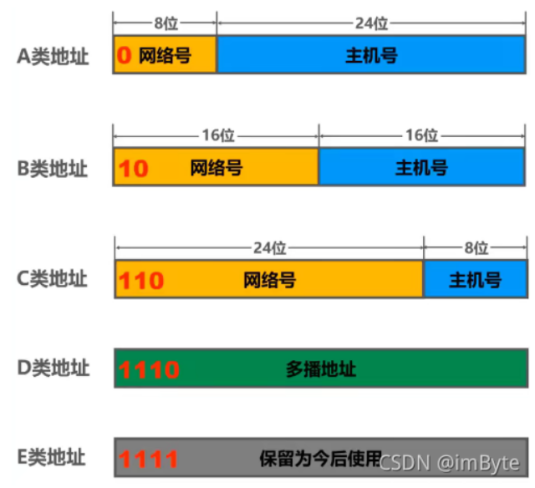 8位 24位
A类地址 0 网络号 主机号
16位 16位
B类地址 10 网络号 主机号
24位 8位
C类地址 110 网络号 主机号
D类地址 1110 多播地址
E类地址 1111 保留为今后使用
CSDN @imByte